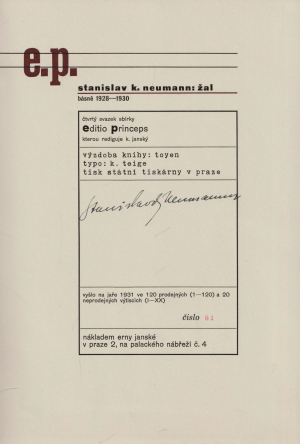 e.p.
stanislav k. neumann: žal
básně 1928—1930
čtvrtý svazek sbírky
editio princeps
kterou rediguje k. janský
výzdoba knihy: toyen
typo: k. teige
tisk státní tiskárny v praze
Stanislav K Neumann
vyšlo na jaře 1931 ve 120 prodejných (1—120) a 20
neprodejných výtiscích (I—XX)
číslo
nákladem erny janské
v praze 2, na palackého nábřeží č. 4